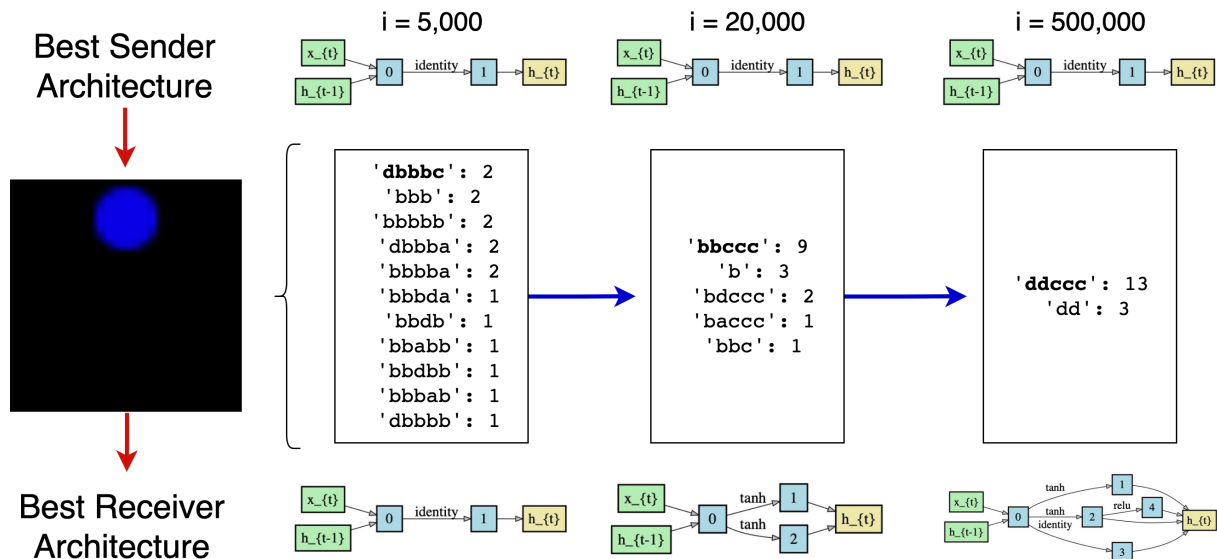 i = 5,000
i = 20,000
i = 500,000
Best Sender
Architecture
x_{t}
h_{t-1}
0
identity
1
h_{t}
x_{t}
h_{t-1}
0
identity
1
h_{t}
x_{t}
h_{t-1}
0
identity
1
h_{t}
'dbbbc': 2
'bbb': 2
'bbbbb': 2
'dbbba': 2
'bbbba': 2
'bbbda': 1
'bbdb': 1
'bbabb': 1
'bbdbb': 1
'bbbab': 1
'dbbbb': 1
'bbccc': 9
'b': 3
'bdccc': 2
'baccc': 1
'bbc': 1
'ddccc': 13
'dd': 3
Best Receiver
Architecture
x_{t}
h_{t-1}
0
identity
1
h_{t}
x_{t}
h_{t-1}
0
tanh
1
tanh
2
h_{t}
x_{t}
h_{t-1}
0
tanh
1
tanh
2
relu
4
identity
3
h_{t}